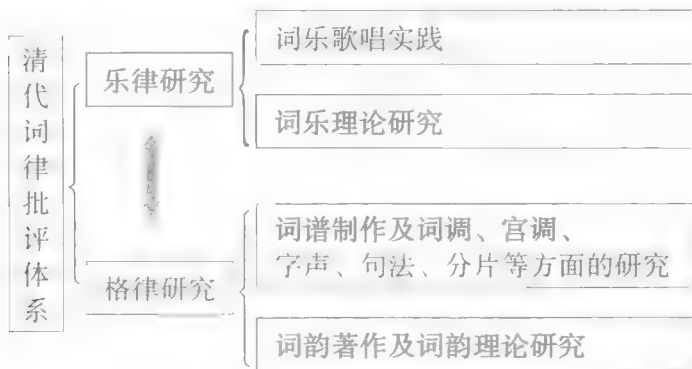 清代词律批评体系
乐律研究
词乐歌唱实践
词乐理论研究
格律研究
词谱制作及词调、宫调、
字声、句法、分片等方面的研究
词韵著作及词韵理论研究